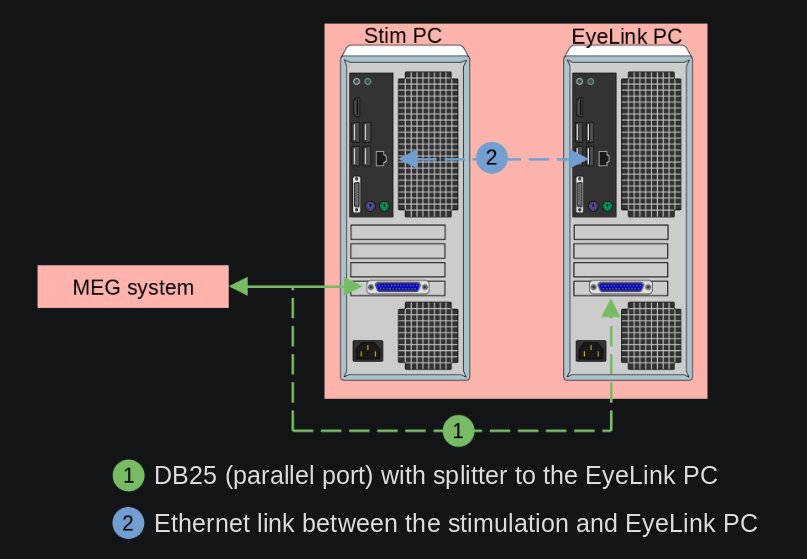 Stim PC
EyeLink PC
2
MEG system
1
1 DB25 (parallel port) with splitter to the EyeLink PC
2 Ethernet link between the stimulation and EyeLink PC